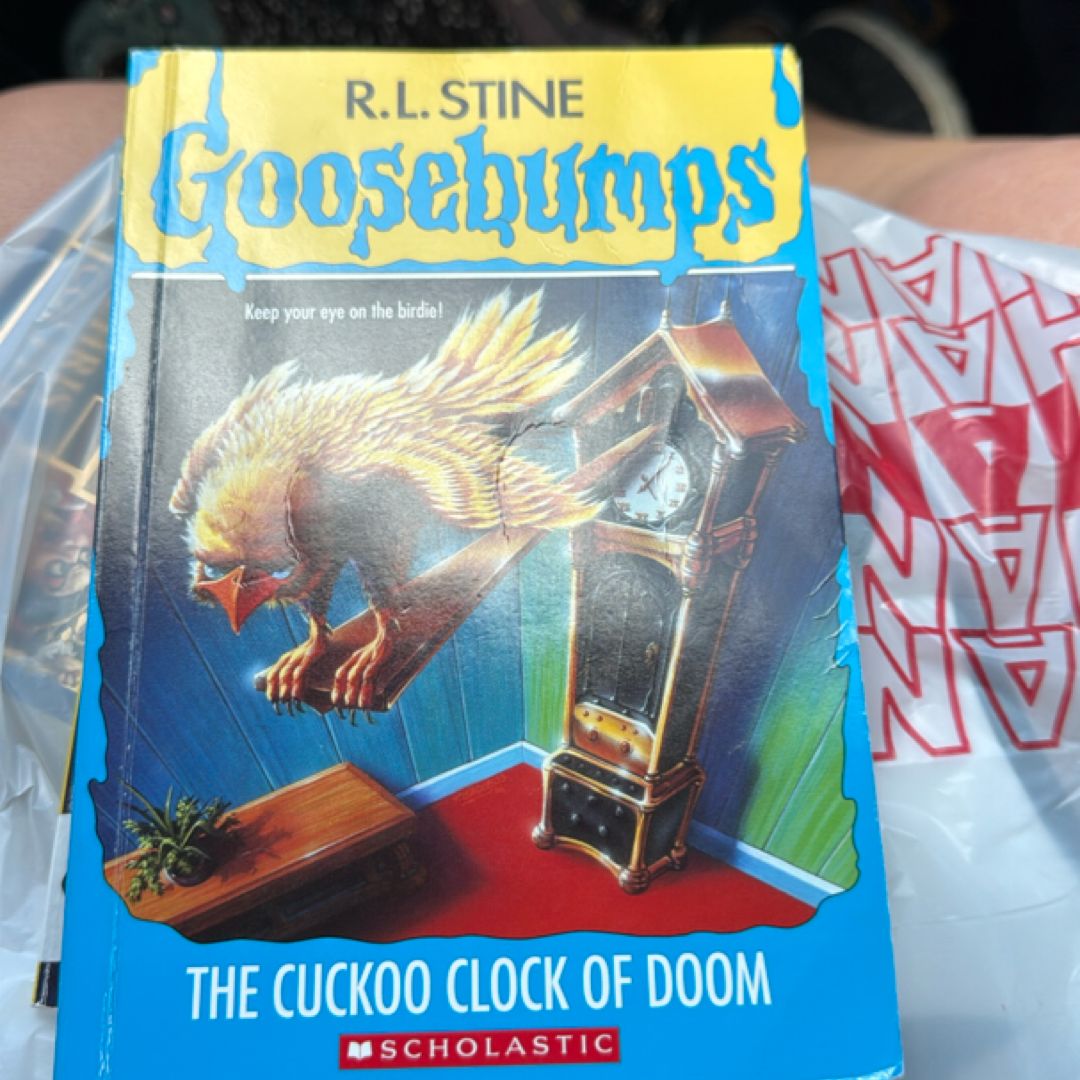 R.L. STINE
Goosebumps
Keep your eye on the birdie!
THE CUCKOO CLOCK OF DOOM
SCHOLASTIC